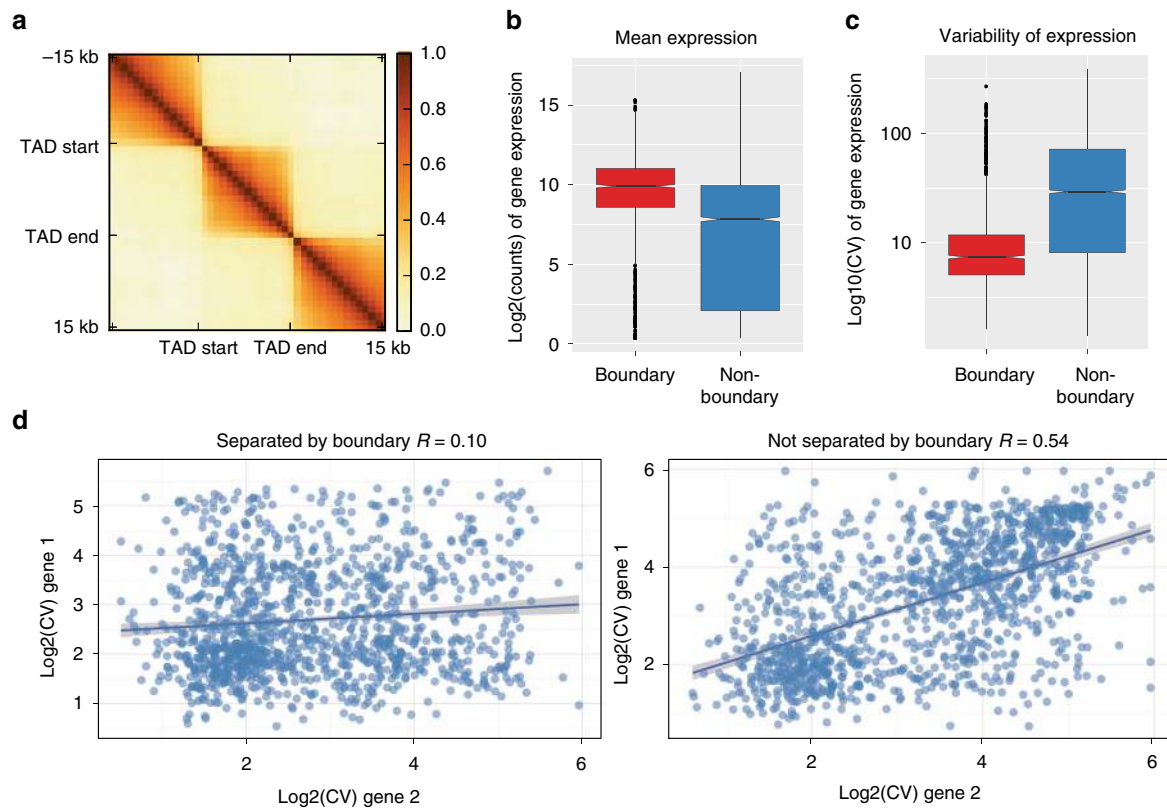 a
−15 kb
TAD start
TAD end
15 kb
TAD start
TAD end
15 kb
1.0
0.8
0.6
0.4
0.2
0.0
b
Mean expression
Log2(counts) of gene expression
15
10
5
0
Boundary
Non-
boundary
c
Variability of expression
Log10(CV) of gene expression
100
10
Boundary
Non-
boundary
d
Separated by boundary R = 0.10
Log2(CV) gene 1
5
4
3
2
1
2
4
6
Log2(CV) gene 2
Not separated by boundary R = 0.54
Log2(CV) gene 1
6
4
2
2
4
6
Log2(CV) gene 2